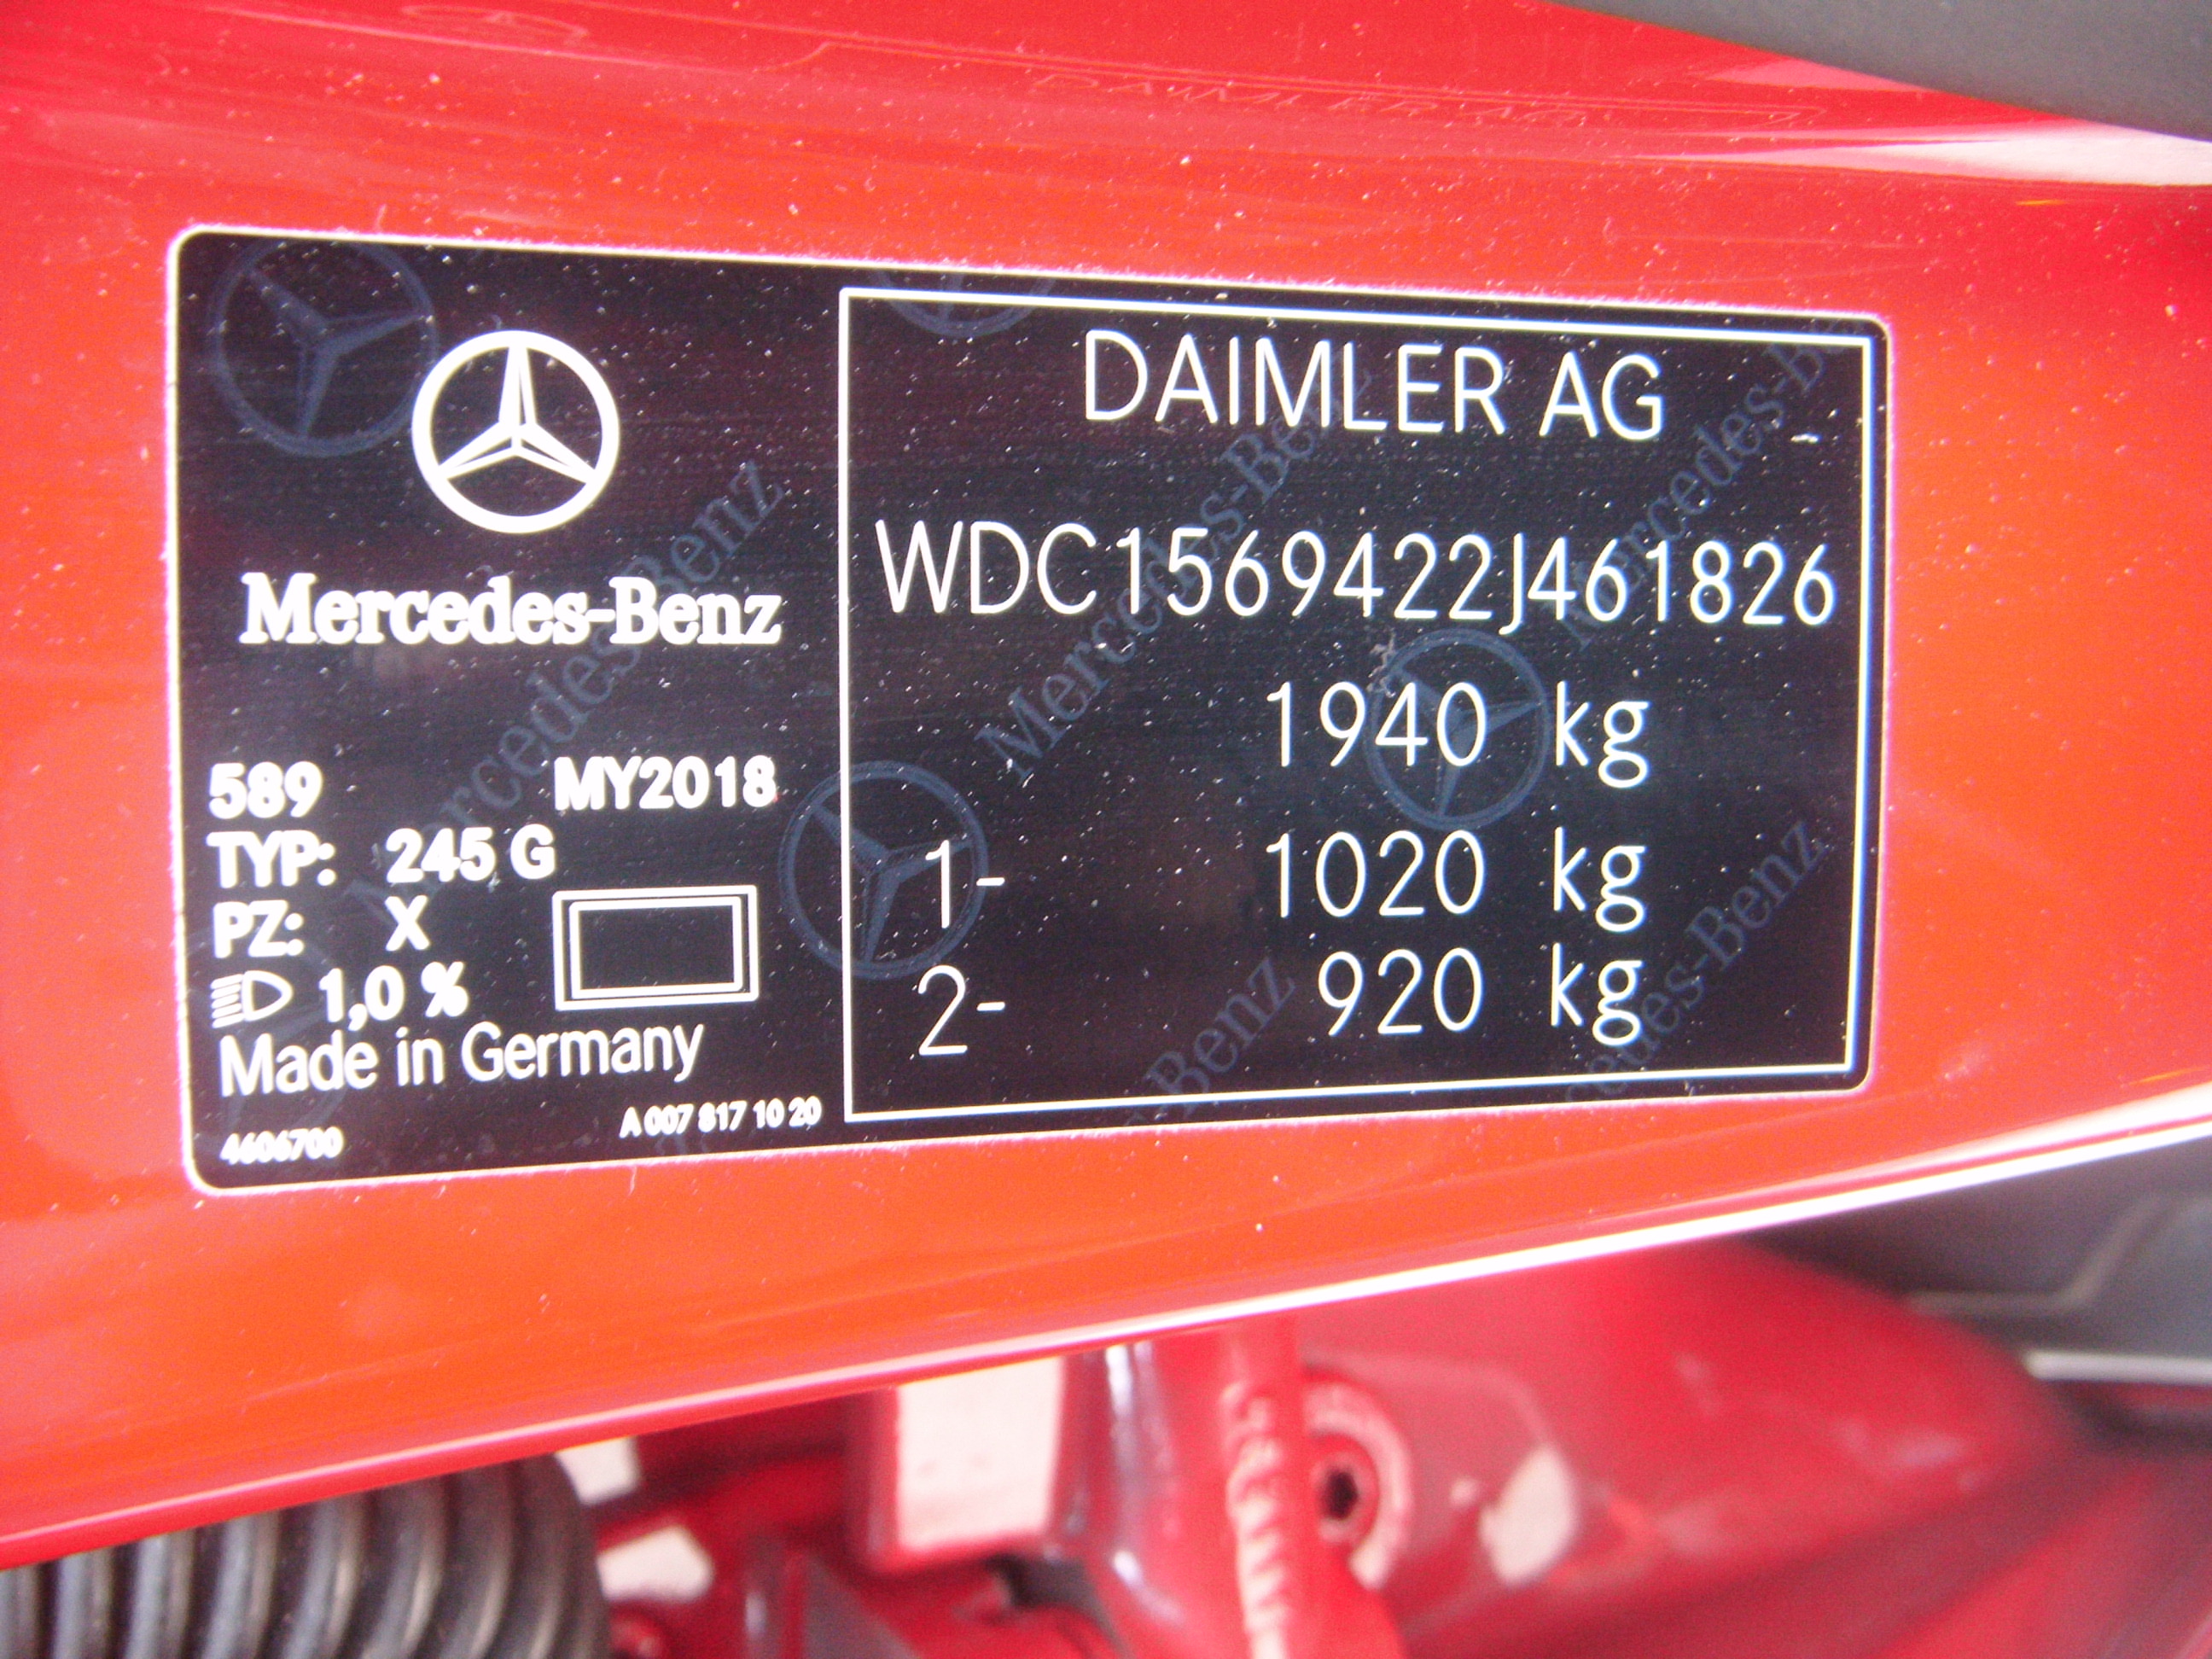 Mercedes-Benz
589 MY2018
TYP: 245 G
PZ: X
1,0 %
Made in Germany
4606700 A 007 817 10 20
DAIMLER AG
WDC1569422J461826
1940 kg
1- 1020 kg
2- 920 kg